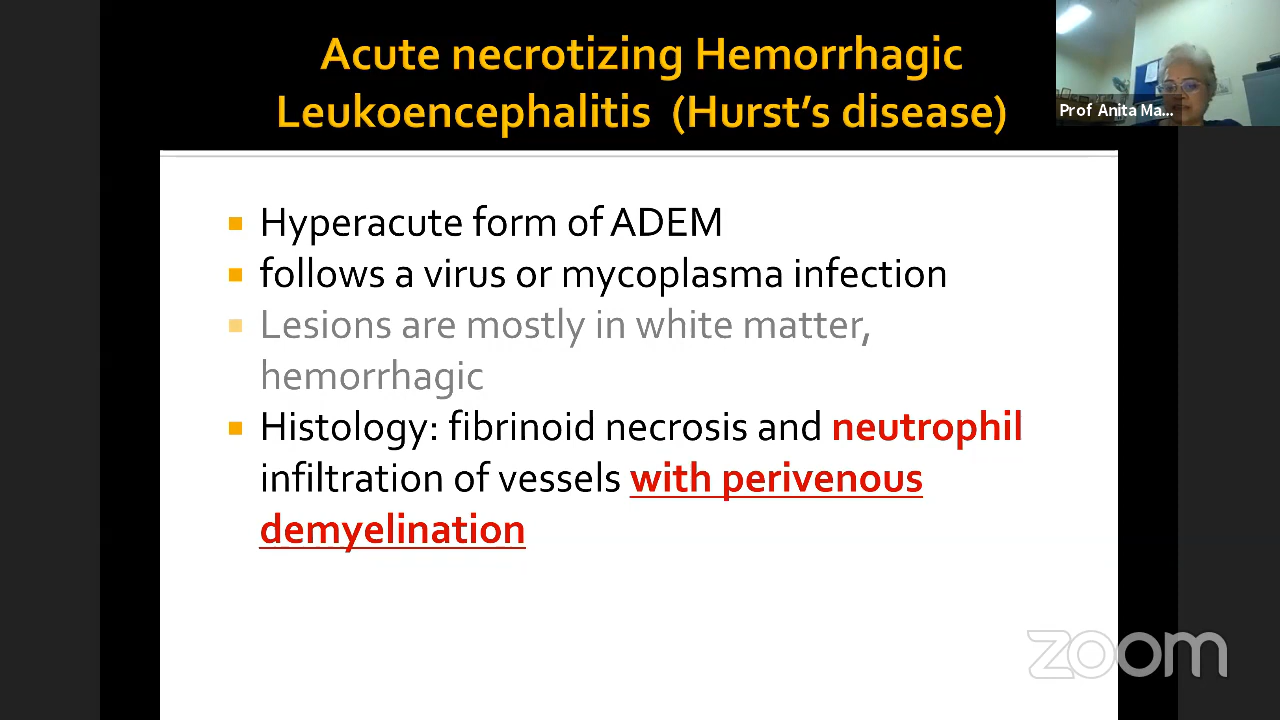 Acute necrotizing Hemorrhagic
Leukoencephalitis (Hurst's disease)
Prof Anita Ma...
Hyperacute form of ADEM
follows a virus or mycoplasma infection
Lesions are mostly in white matter,
hemorrhagic
Histology: fibrinoid necrosis and neutrophil
infiltration of vessels with perivenous
demyelination
zoom